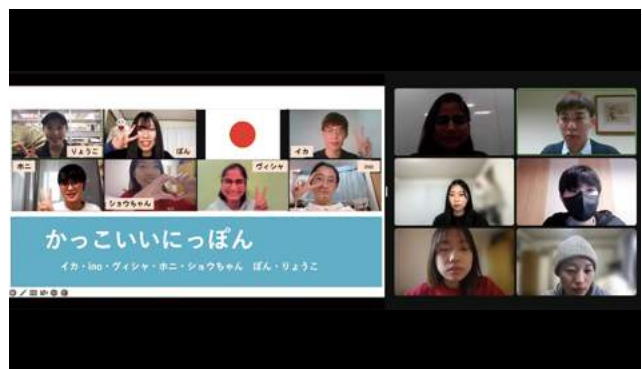 りょうこ
ぽん
イカ
ホニ
ショウちゃん
ヴィシャ
ino
かっこいいにっぽん
イカ・ino・ヴィシャ・ホニ・ショウちゃん ぽん・りょうこ